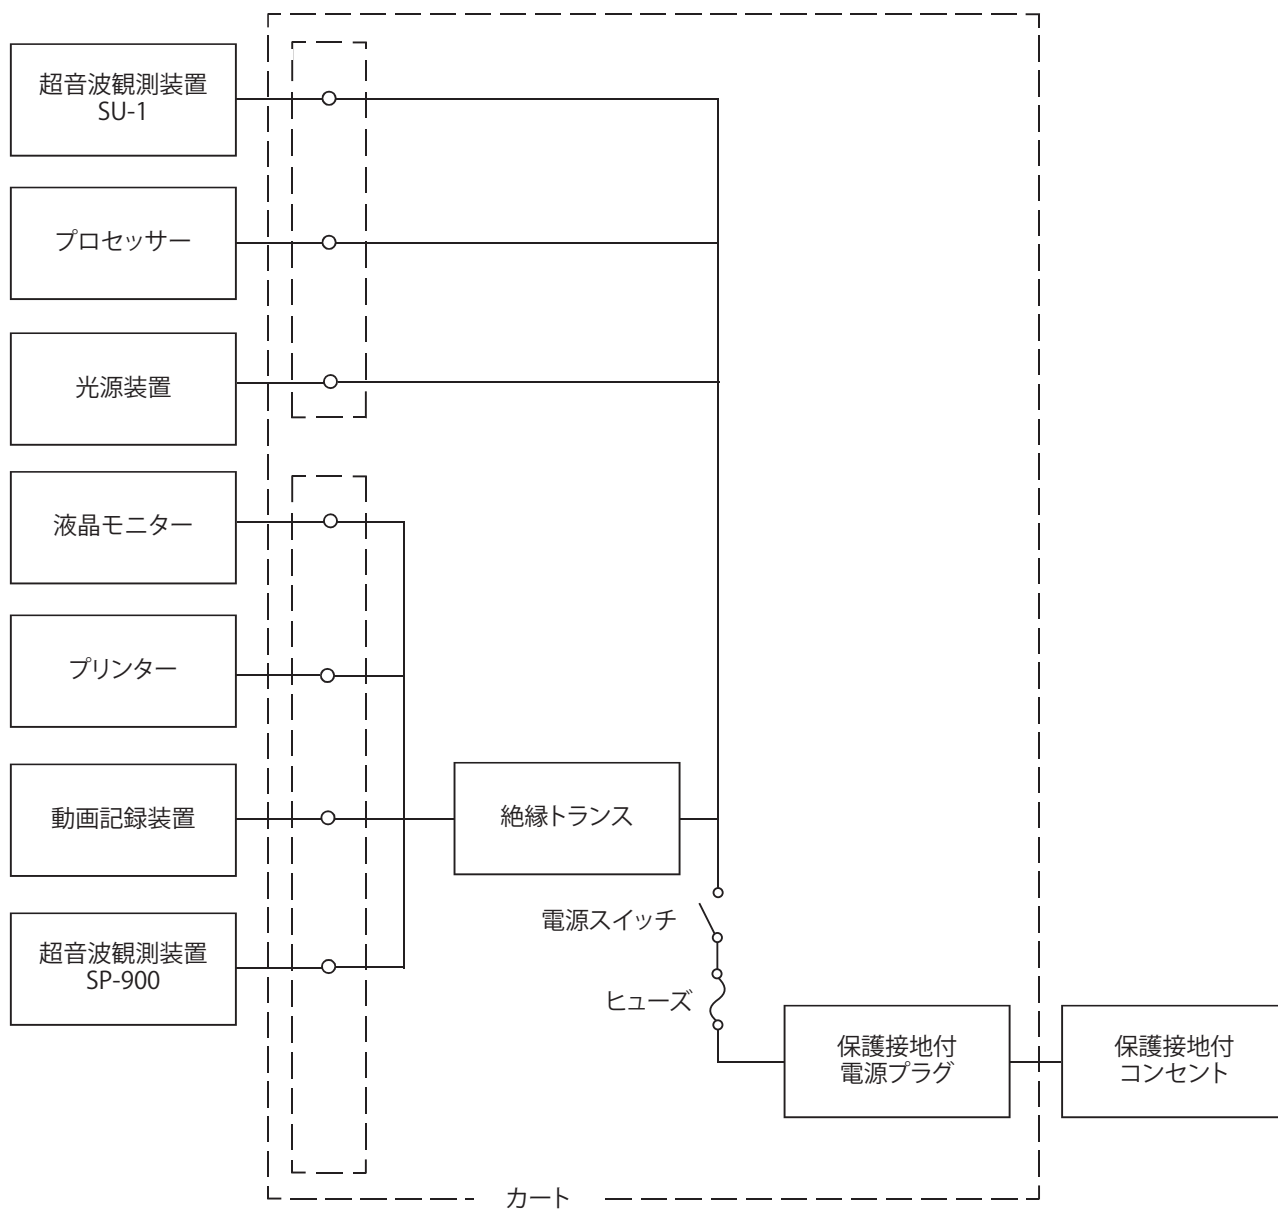 超音波観測装置
SU-1
プロセッサー
光源装置
液晶モニター
プリンター
動画記録装置
絶縁トランス
電源スイッチ
超音波観測装置
SP-900
ヒューズ
保護接地付
電源プラグ
保護接地付
コンセント
カート